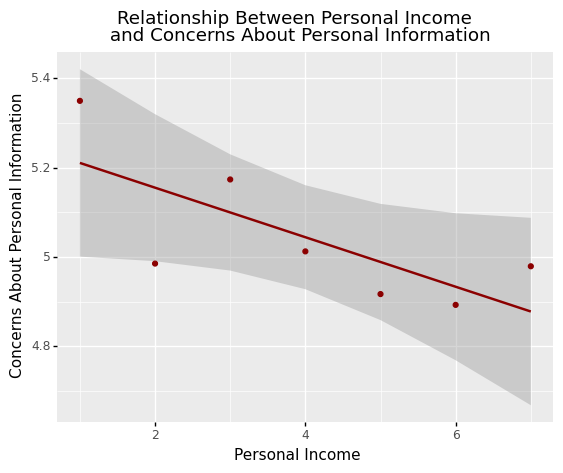 Relationship Between Personal Income
and Concerns About Personal Information
Concerns About Personal Information
5.4
5.2
5
4.8
2
4
6
Personal Income